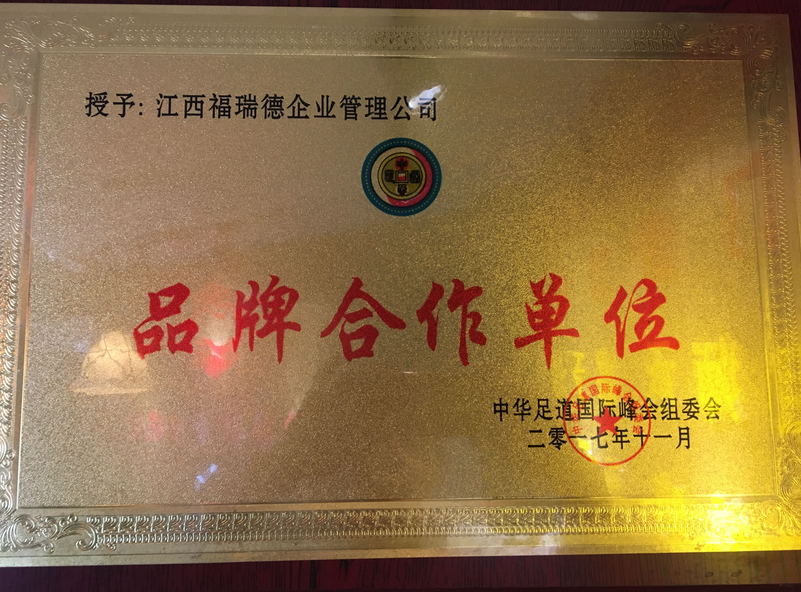 授予: 江西福瑞德企业管理公司
品牌合作单位
中华足道国际峰会组委会
二零一七年十一月